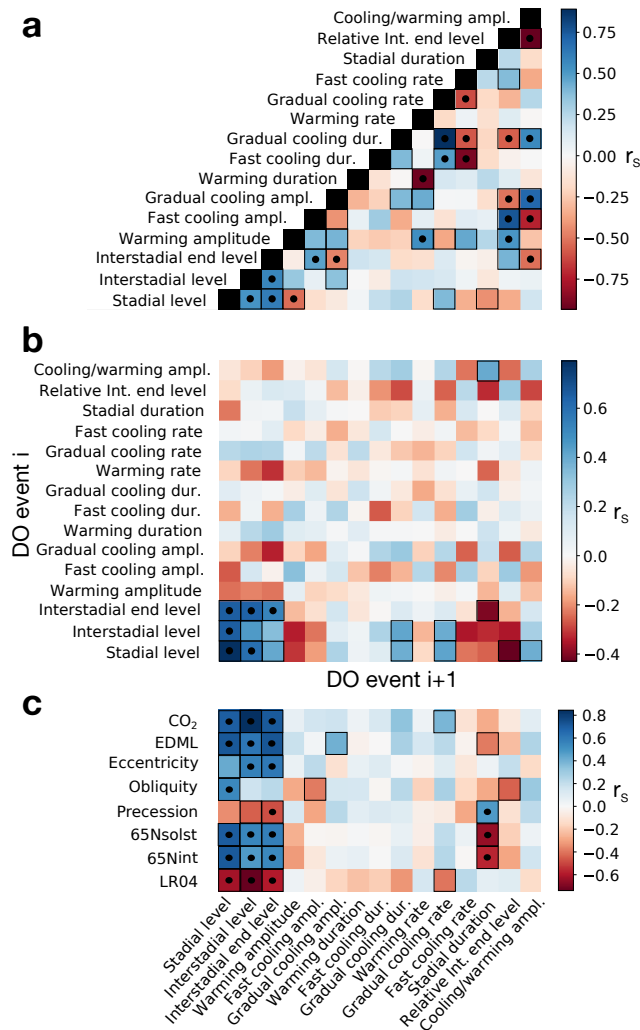 a
Cooling/warming ampl.
Relative Int. end level
Stadial duration
Fast cooling rate
Gradual cooling rate
Warming rate
Gradual cooling dur.
Fast cooling dur.
Warming duration
Gradual cooling ampl.
Fast cooling ampl.
Warming amplitude
Interstadial end level
Interstadial level
Stadial level
0.75
0.50
0.25
0.00
−0.25
−0.50
−0.75
rS
b
DO event i
Cooling/warming ampl.
Relative Int. end level
Stadial duration
Fast cooling rate
Gradual cooling rate
Warming rate
Gradual cooling dur.
Fast cooling dur.
Warming duration
Gradual cooling ampl.
Fast cooling ampl.
Warming amplitude
Interstadial end level
Interstadial level
Stadial level
DO event i+1
0.6
0.4
0.2
0.0
−0.2
−0.4
rS
c
CO₂
EDML
Eccentricity
Obliquity
Precession
65Nsolst
65Nint
LR04
0.8
0.6
0.4
0.2
0.0
−0.2
−0.4
−0.6
rS
Stadial level
Interstadial level
Interstadial end level
Warming amplitude
Fast cooling ampl.
Gradual cooling ampl.
Warming duration
Fast cooling dur.
Gradual cooling dur.
Warming rate
Gradual cooling rate
Fast cooling rate
Stadial duration
Relative Int. end level
Cooling/warming ampl.